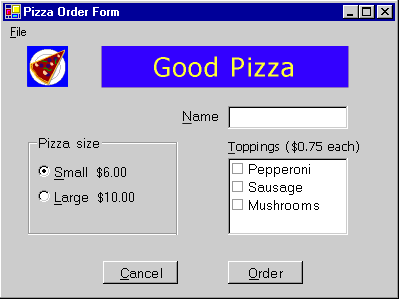 Pizza Order Form
File
Good Pizza
Name
Pizza size
Toppings ($0.75 each)
Small $6.00
Large $10.00
Pepperoni
Sausage
Mushrooms
Cancel
Order